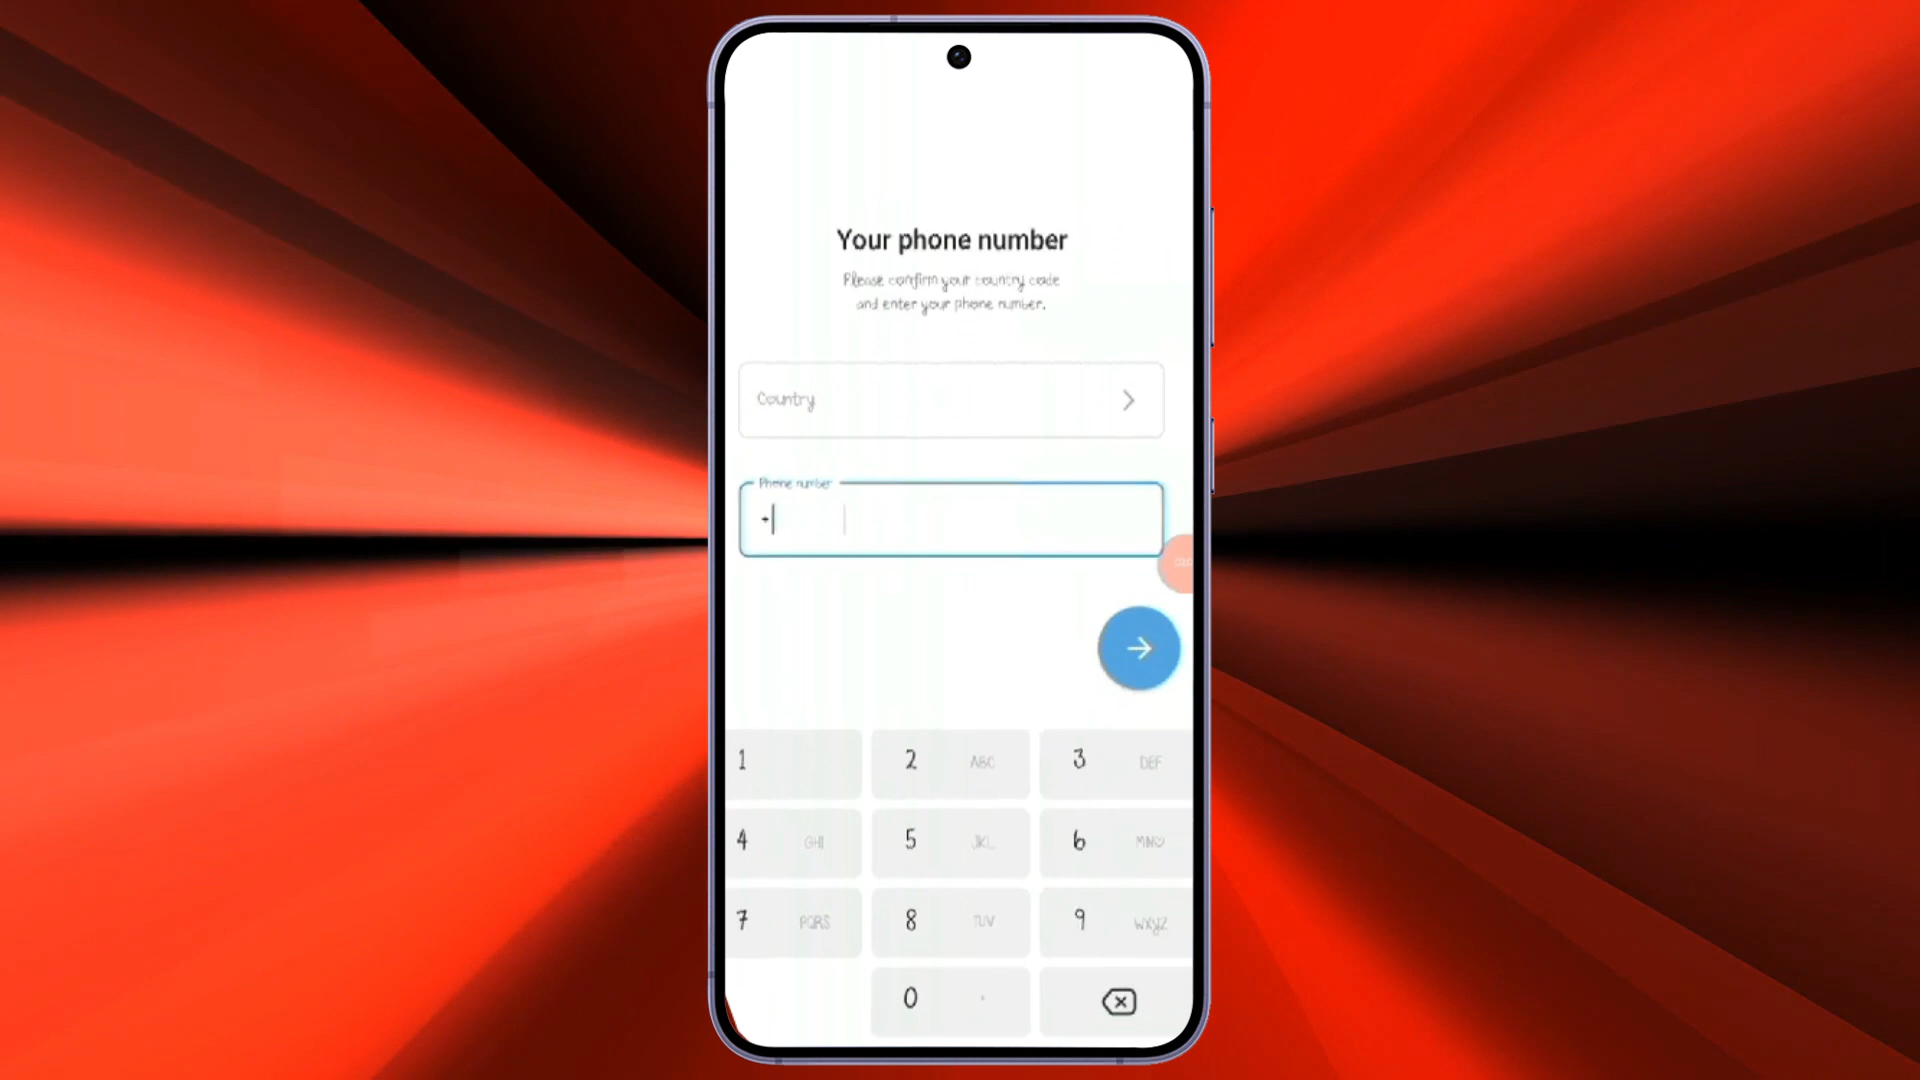 Your phone number
Please confirm your country code
and enter your phone number.
Country
Phone number
+
1
2 ABC
3 DEF
4 GHI
5 JKL
6 MNO
7 PQRS
8 TUV
9 WXYZ
0